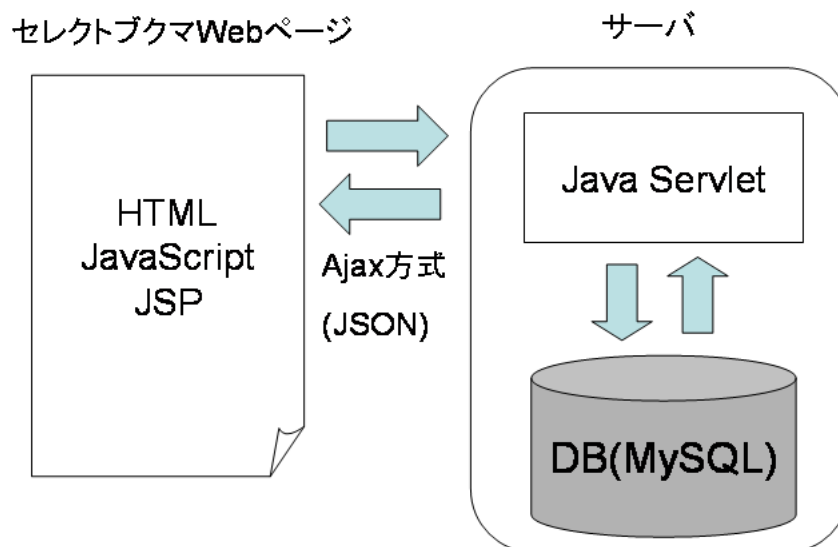 セレクトブクマWebページ
サーバ
HTML
JavaScript
JSP
Ajax方式
(JSON)
Java Servlet
DB(MySQL)